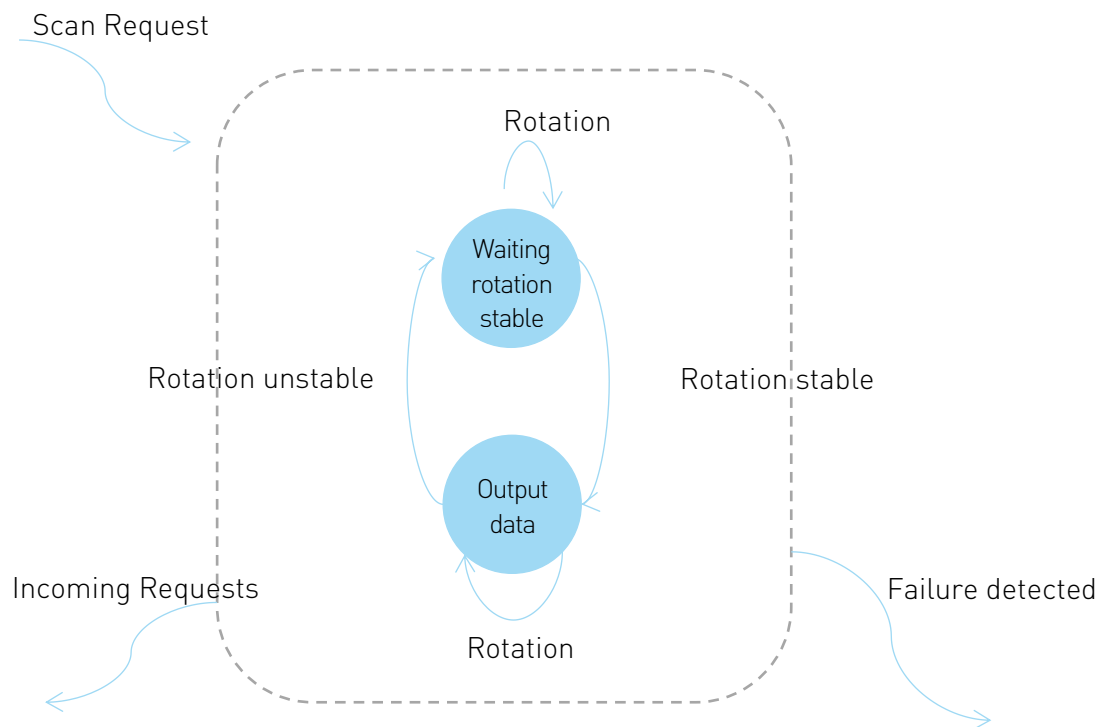 Scan Request
Rotation
Waiting
rotation
stable
Rotation unstable
Rotation stable
Output
data
Incoming Requests
Failure detected
Rotation